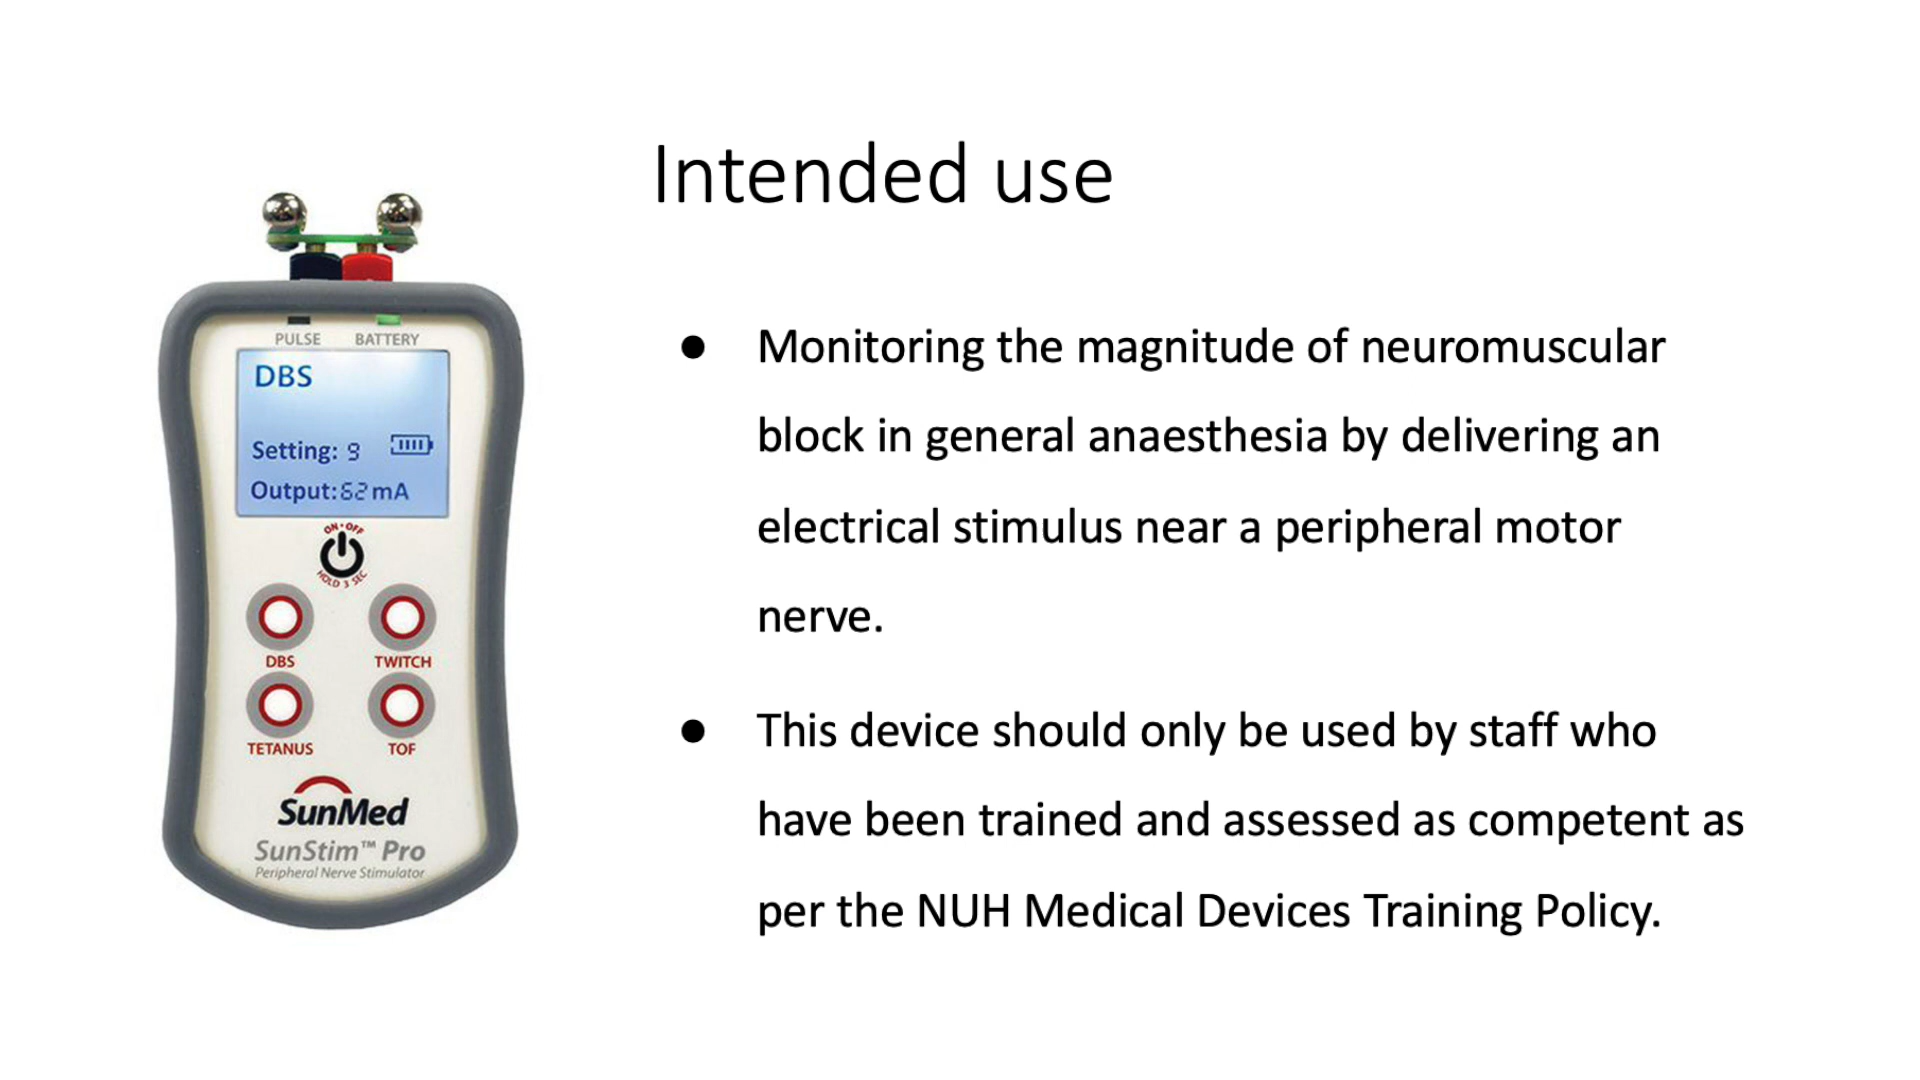 Intended use
PULSE BATTERY
DBS
Setting: 9
Output:62mA
ON•OFF
HOLD 3 SEC
DBS TWITCH
TETANUS TOF
SunMed
SunStim™ Pro
Peripheral Nerve Stimulator
● Monitoring the magnitude of neuromuscular
block in general anaesthesia by delivering an
electrical stimulus near a peripheral motor
nerve.
● This device should only be used by staff who
have been trained and assessed as competent as
per the NUH Medical Devices Training Policy.